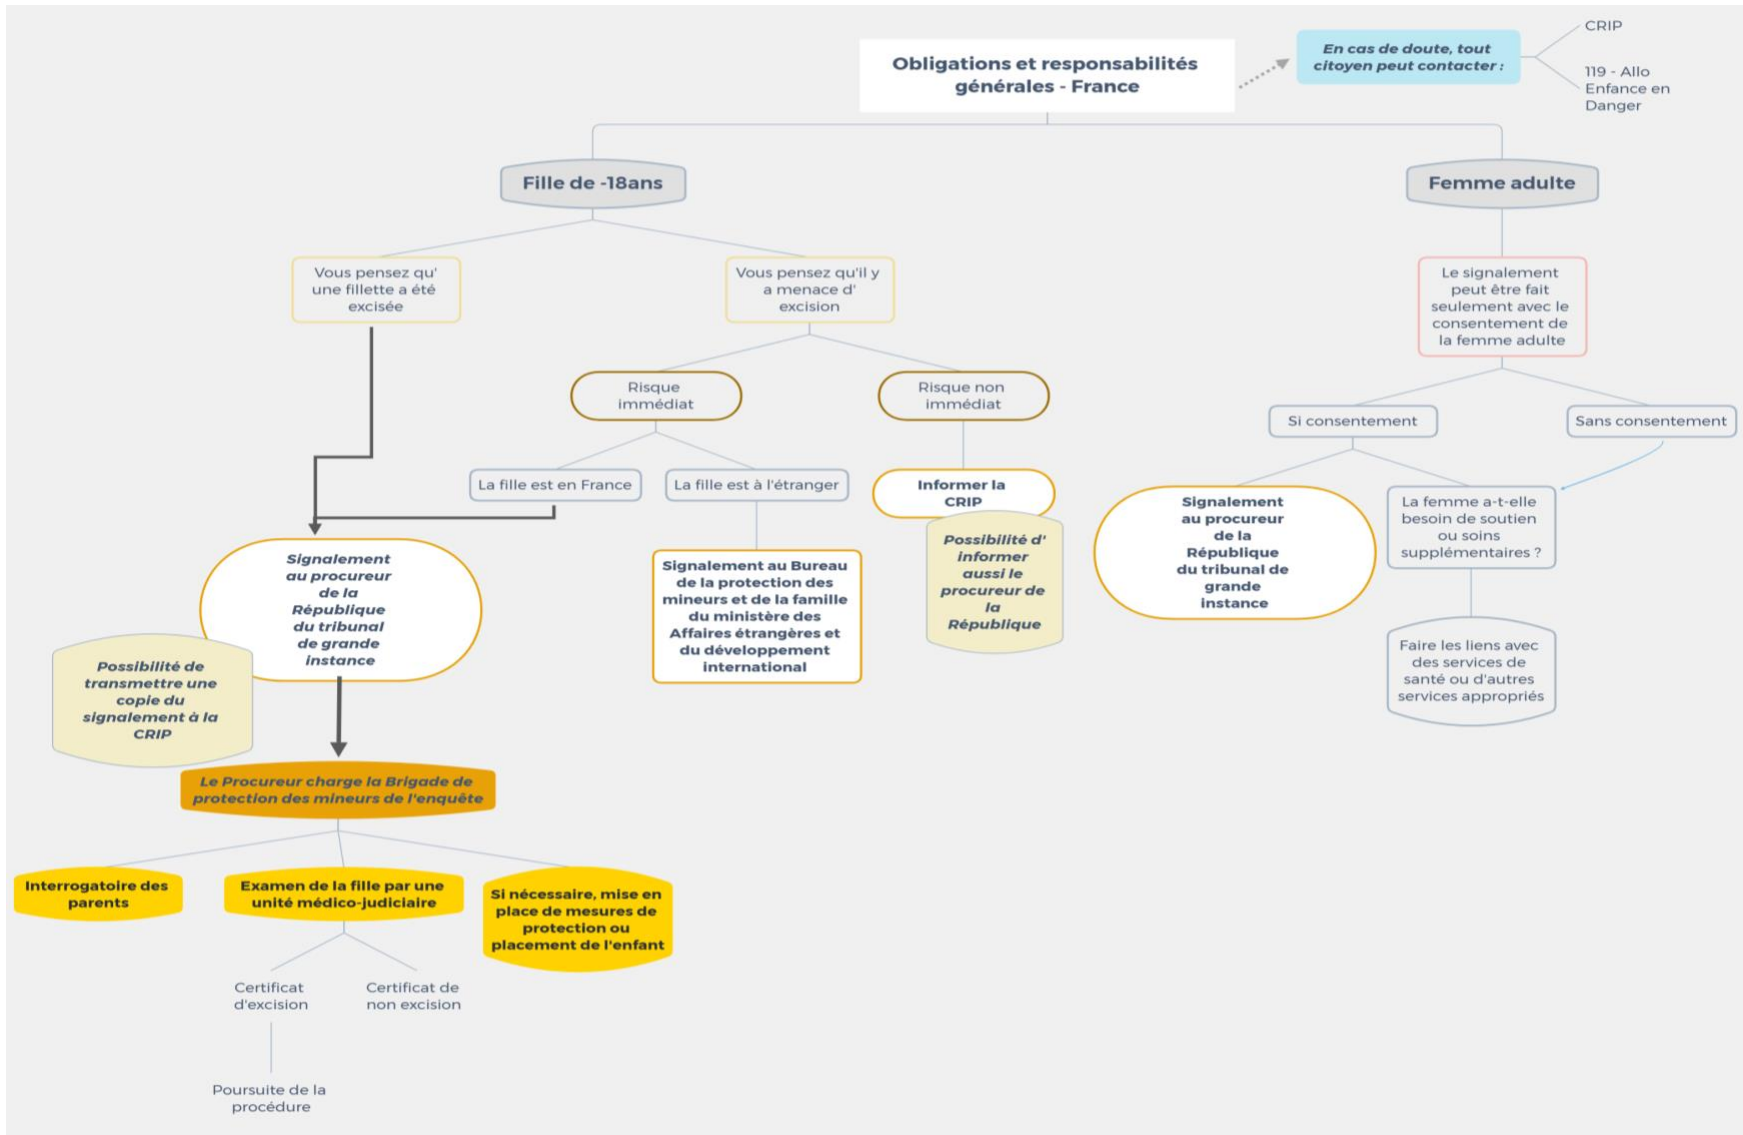 Obligations et responsabilités
générales - France
En cas de doute, tout
citoyen peut contacter :
CRIP
119 - Allo
Enfance en
Danger
Fille de -18ans
Femme adulte
Vous pensez qu'
une fillette a été
excisée
Vous pensez qu'il y
a menace d'
excision
Le signalement
peut être fait
seulement avec le
consentement de
la femme adulte
Risque
immédiat
Risque non
immédiat
Si consentement
Sans consentement
La fille est en France
La fille est à l'étranger
Informer la
CRIP
Possibilité d'
informer
aussi le
procureur de
la
République
Signalement
au procureur
de la
République
du tribunal de
grande
instance
La femme a-t-elle
besoin de soutien
ou soins
supplémentaires ?
Signalement
au procureur
de la
République
du tribunal
de grande
instance
Signalement au Bureau
de la protection des
mineurs et de la famille
du ministère des
Affaires étrangères et
du développement
international
Faire les liens avec
des services de
santé ou d'autres
services appropriés
Possibilité de
transmettre une
copie du
signalement à la
CRIP
Le Procureur charge la Brigade de
protection des mineurs de l'enquête
Interrogatoire des
parents
Examen de la fille par une
unité médico-judiciaire
Si nécessaire, mise en
place de mesures de
protection ou
placement de l'enfant
Certificat
d'excision
Certificat de
non excision
Poursuite de la
procédure